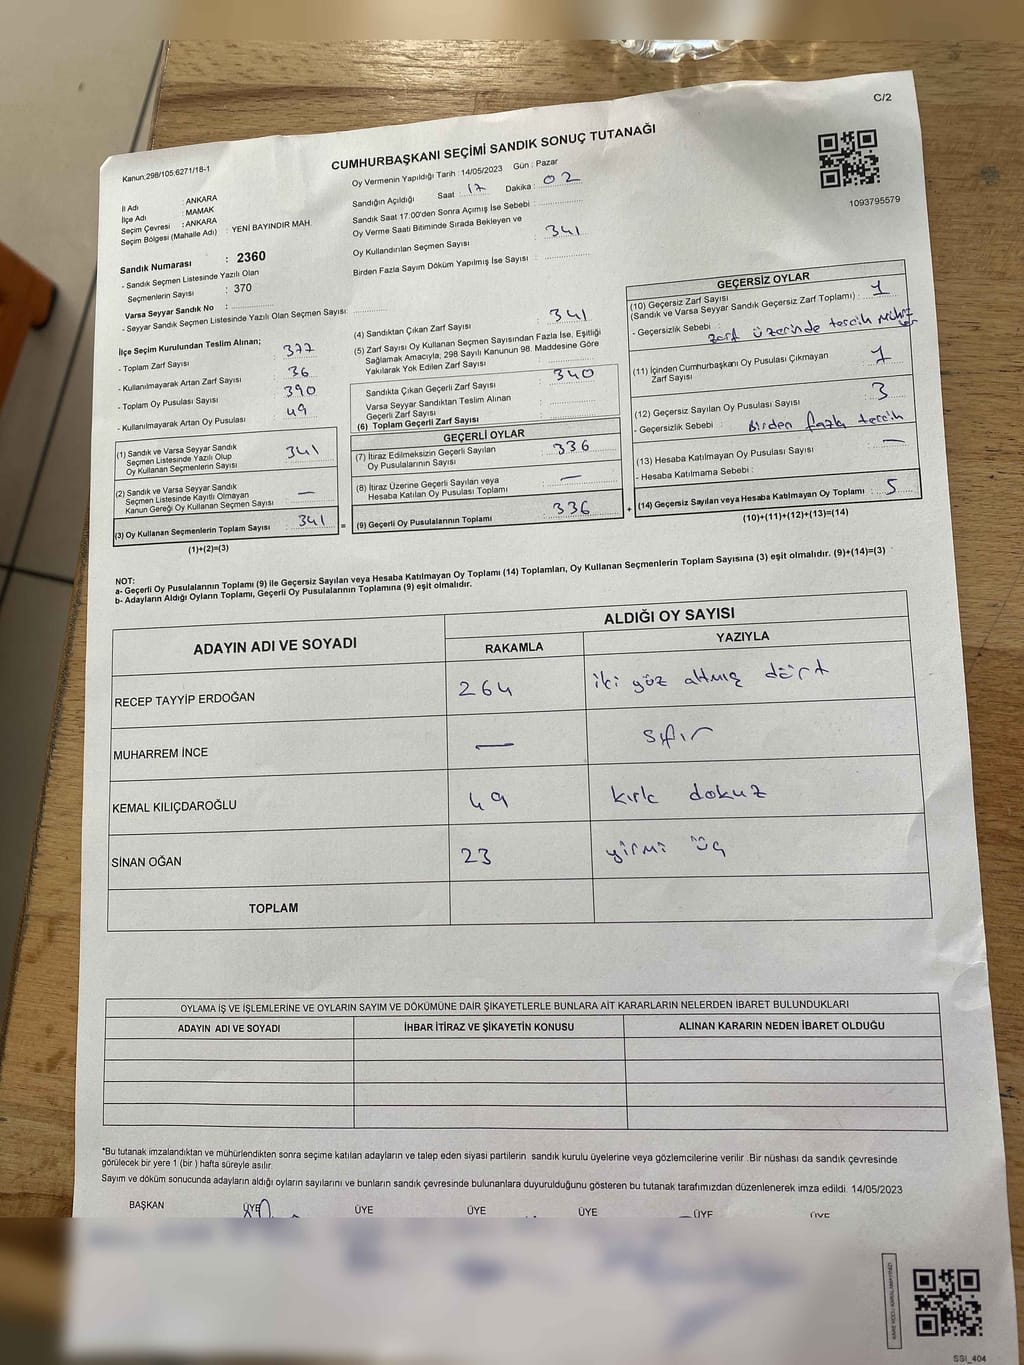 C/2
Kanun;298/105;6271/18-1
CUMHURBAŞKANI SEÇİMİ SANDIK SONUÇ TUTANAĞI
1093795579
İl Adı : ANKARA
İlçe Adı : MAMAK
Seçim Çevresi : ANKARA
Seçim Bölgesi (Mahalle Adı) : YENİ BAYINDIR MAH.
Oy Vermenin Yapıldığı Tarih : 14/05/2023 Gün : Pazar
Sandığın Açıldığı Saat : 17 Dakika : 02
Sandık Saat 17:00'den Sonra Açmış İse Sebebi :
Oy Verme Saati Bitiminde Sırada Bekleyen ve
Oy Kullandırılan Seçmen Sayısı : 341
Birden Fazla Sayım Döküm Yapılmış İse Sayısı :
Sandık Numarası : 2360
- Sandık Seçmen Listesinde Yazılı Olan
Seçmenlerin Sayısı : 370
Varsa Seyyar Sandık No :
- Seyyar Sandık Seçmen Listesinde Yazılı Olan Seçmen Sayısı:
İlçe Seçim Kurulundan Teslim Alınan;
- Toplam Zarf Sayısı : 377
- Kullanılmayarak Artan Zarf Sayısı : 36
- Toplam Oy Pusulası Sayısı : 390
- Kullanılmayarak Artan Oy Pusulası : 49
(1) Sandık ve Varsa Seyyar Sandık
Seçmen Listesinde Yazılı Olup
Oy Kullanan Seçmenlerin Sayısı : 341
(2) Sandık ve Varsa Seyyar Sandık
Seçmen Listesinde Kayıtlı Olmayan
Kanun Gereği Oy Kullanan Seçmen Sayısı : —
(3) Oy Kullanan Seçmenlerin Toplam Sayısı : 341 =
(1)+(2)=(3)
(4) Sandıktan Çıkan Zarf Sayısı : 341
(5) Zarf Sayısı Oy Kullanan Seçmen Sayısından Fazla İse, Eşitliği
Sağlamak Amacıyla; 298 Sayılı Kanunun 98. Maddesine Göre
Yakılarak Yok Edilen Zarf Sayısı :
Sandıkta Çıkan Geçerli Zarf Sayısı : 340
Varsa Seyyar Sandıktan Teslim Alınan
Geçerli Zarf Sayısı :
(6) Toplam Geçerli Zarf Sayısı :
GEÇERLİ OYLAR
(7) İtiraz Edilmeksizin Geçerli Sayılan
Oy Pusulalarının Sayısı : 336
(8) İtiraz Üzerine Geçerli Sayılan veya
Hesaba Katılan Oy Pusulası Toplamı : —
(9) Geçerli Oy Pusulalarının Toplamı : 336 +
GEÇERSİZ OYLAR
(10) Geçersiz Zarf Sayısı
(Sandık ve Varsa Seyyar Sandık Geçersiz Zarf Toplamı) : 1
- Geçersizlik Sebebi : zarf üzerinde tercih
(11) İçinden Cumhurbaşkanı Oy Pusulası Çıkmayan
Zarf Sayısı : 1
(12) Geçersiz Sayılan Oy Pusulası Sayısı : 3
- Geçersizlik Sebebi : Birden fazla tercih
(13) Hesaba Katılmayan Oy Pusulası Sayısı : —
- Hesaba Katılmama Sebebi :
(14) Geçersiz Sayılan veya Hesaba Katılmayan Oy Toplamı : 5
(10)+(11)+(12)+(13)=(14)
NOT:
a- Geçerli Oy Pusulalarının Toplamı (9) ile Geçersiz Sayılan veya Hesaba Katılmayan Oy Toplamı (14) Toplamları, Oy Kullanan Seçmenlerin Toplam Sayısına (3) eşit olmalıdır. (9)+(14)=(3)
b- Adayların Aldığı Oyların Toplamı, Geçerli Oy Pusulalarının Toplamına (9) eşit olmalıdır.
ADAYIN ADI VE SOYADI ALDIĞI OY SAYISI
RAKAMLA YAZIYLA
RECEP TAYYİP ERDOĞAN 264 iki yüz altmış dört
MUHARREM İNCE — sıfır
KEMAL KILIÇDAROĞLU 49 kırk dokuz
SİNAN OĞAN 23 yirmi üç
TOPLAM
OYLAMA İŞ VE İŞLEMLERİNE VE OYLARIN SAYIM VE DÖKÜMÜNE DAİR ŞİKAYETLERLE BUNLARA AİT KARARLARIN NELERDEN İBARET BULUNDUKLARI
ADAYIN ADI VE SOYADI İHBAR İTİRAZ VE ŞİKAYETİN KONUSU ALINAN KARARIN NEDEN İBARET OLDUĞU
*Bu tutanak imzalandıktan ve mühürlendikten sonra seçime katılan adayların ve talep eden siyasi partilerin sandık kurulu üyelerine veya gözlemcilerine verilir .Bir nüshası da sandık çevresinde
görülecek bir yere 1 (bir ) hafta süreyle asılır.
Sayım ve döküm sonucunda adayların aldığı oyların sayılarını ve bunların sandık çevresinde bulunanlara duyurulduğunu gösteren bu tutanak tarafımızdan düzenlenerek imza edildi. 14/05/2023
BAŞKAN ÜYE ÜYE ÜYE ÜYE ÜYE ÜYE
SSI_404